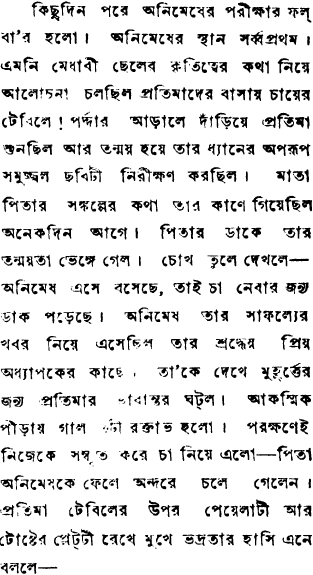 কিছুদিন পরে অনিমেষের পরীক্ষার ফল
বা'র হলো। অনিমেষের স্থান সর্ব্বপ্রথম।
এমনি মেধাবী ছেলের কৃতিত্বের কথা নিয়ে
আলোচনা চলছিল প্রতিমাদের বাসায় চায়ের
টেবিলে! পর্দ্দার আড়ালে দাঁড়িয়ে প্রতিমা
শুনছিল আর তন্ময় হয়ে তার ধ্যানের অপরূপ
সমুজ্জ্বল ছবিটী নিরীক্ষণ করছিল। মাতা
পিতার সঙ্কল্পের কথা তার কাণে গিয়েছিল
অনেকদিন আগে। পিতার ডাকে তার
তন্ময়তা ভেঙ্গে গেল। চোখ তুলে দেখলে—
অনিমেষ এসে বসেছে, তাই চা নেবার জন্য
ডাক পড়েছে। অনিমেষ তার সাফল্যের
খবর নিয়ে এসেছিল তার শ্রদ্ধেয় প্রিয়
অধ্যাপকের কাছে। তা'কে দেখে মুহূর্ত্তের
জন্য প্রতিমার ভাবান্তর ঘট্‌ল। আকস্মিক
পীড়ায় গাল দুটী রক্তাভ হলো। পরক্ষণেই
নিজেকে সম্বৃত করে চা নিয়ে এলো—পিতা
অনিমেষকে ফেলে অন্দরে চলে গেলেন।
প্রতিমা টেবিলের উপর পেয়েলাটী আর
টোষ্টের প্লেট্‌টী রেখে মুখে ভদ্রতার হাসি এনে
বললে—